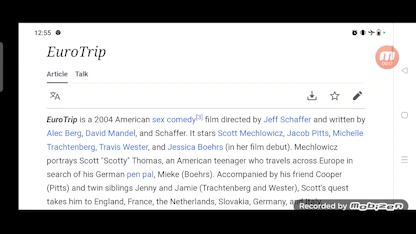 12:55
EuroTrip
Article Talk
EuroTrip is a 2004 American sex comedy[3] film directed by Jeff Schaffer and written by
Alec Berg, David Mandel, and Schaffer. It stars Scott Mechlowicz, Jacob Pitts, Michelle
Trachtenberg, Travis Wester, and Jessica Boehrs (in her film debut). Mechlowicz
portrays Scott "Scotty" Thomas, an American teenager who travels across Europe in
search of his German pen pal, Mieke (Boehrs). Accompanied by his friend Cooper
(Pitts) and twin siblings Jenny and Jamie (Trachtenberg and Wester), Scott's quest
takes him to England, France, the Netherlands, Slovakia, Germany, and Italy.
Recorded by Mobizen